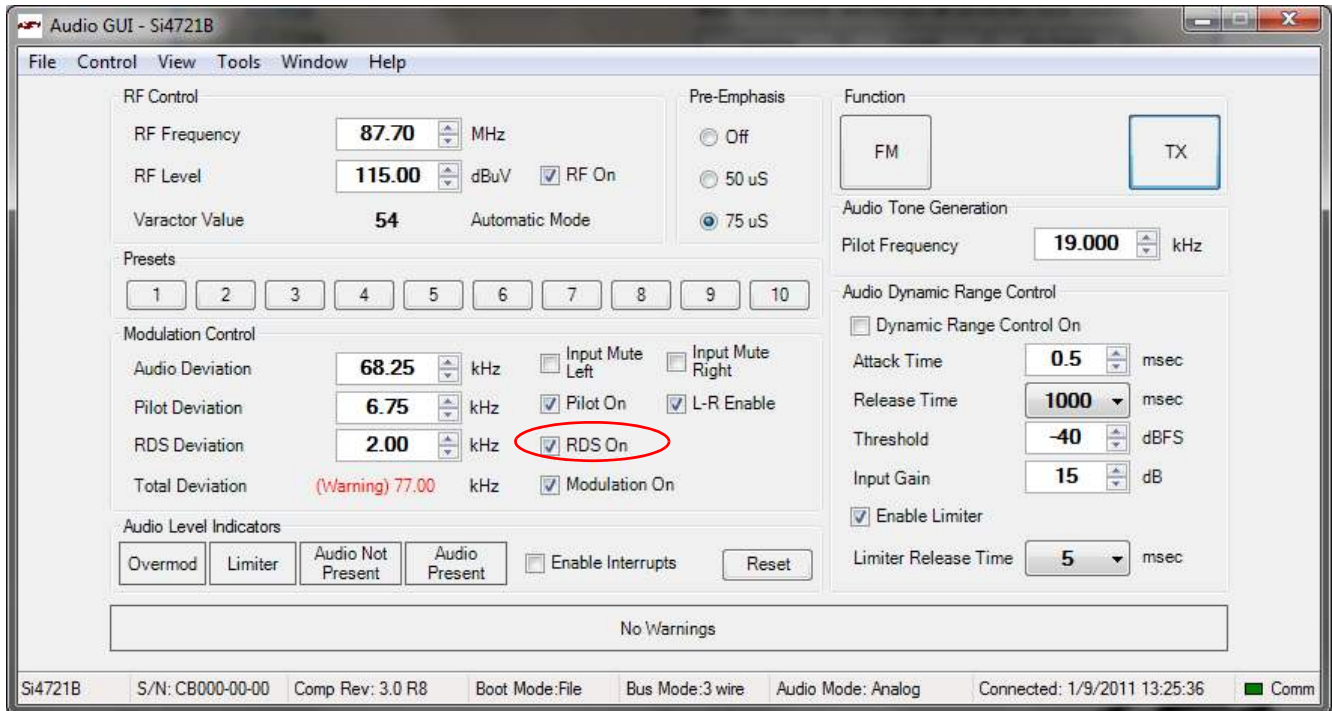 Audio GUI - Si4721B
File Control View Tools Window Help
RF Control
RF Frequency 87.70 MHz
RF Level 115.00 dBuV RF On
Varactor Value 54 Automatic Mode
Pre-Emphasis
Off
50 uS
75 uS
Function
FM TX
Audio Tone Generation
Pilot Frequency 19.000 kHz
Presets
1 2 3 4 5 6 7 8 9 10
Modulation Control
Audio Deviation 68.25 kHz Input Mute Left Input Mute Right
Pilot Deviation 6.75 kHz Pilot On L-R Enable
RDS Deviation 2.00 kHz RDS On
Total Deviation (Warning) 77.00 kHz Modulation On
Audio Dynamic Range Control
Dynamic Range Control On
Attack Time 0.5 msec
Release Time 1000 msec
Threshold -40 dBFS
Input Gain 15 dB
Enable Limiter
Limiter Release Time 5 msec
Audio Level Indicators
Overmod Limiter Audio Not Present Audio Present Enable Interrupts Reset
No Warnings
Si4721B S/N: CB000-00-00 Comp Rev: 3.0 R8 Boot Mode:File Bus Mode:3 wire Audio Mode: Analog Connected: 1/9/2011 13:25:36 Comm